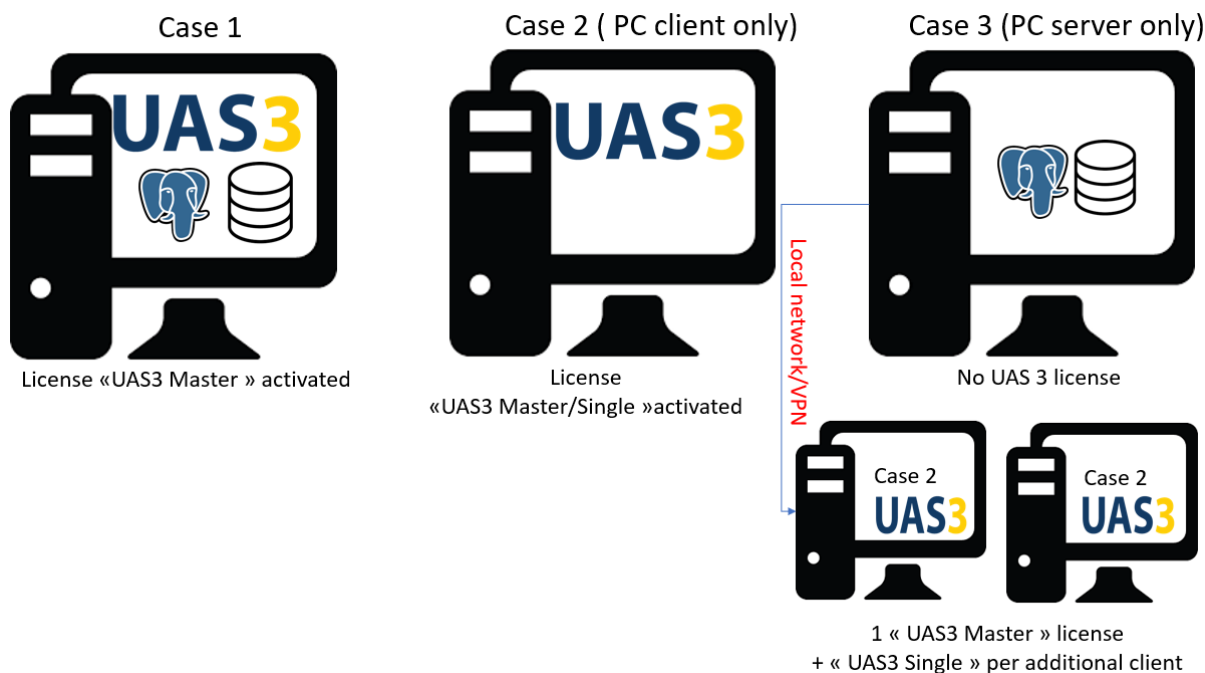 Case 1
UAS3
License «UAS3 Master » activated
Case 2 ( PC client only)
UAS3
License
«UAS3 Master/Single »activated
Case 3 (PC server only)
No UAS 3 license
Local network/VPN
Case 2
UAS3
Case 2
UAS3
1 « UAS3 Master » license
+ « UAS3 Single » per additional client